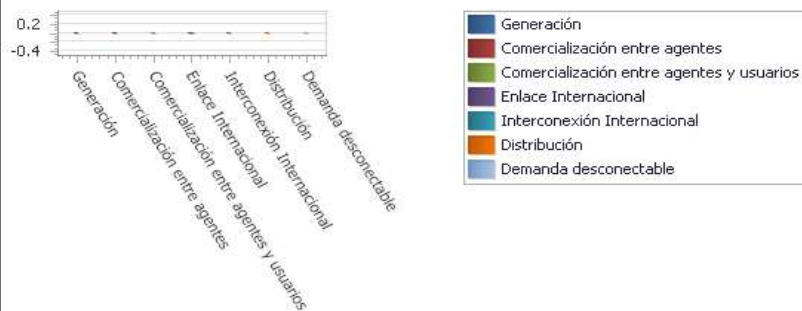 0.2
-0.4
Generación
Comercialización entre agentes
Comercialización entre agentes y usuarios
Enlace Internacional
Interconexión Internacional
Distribución
Demanda desconectable
Generación
Comercialización entre agentes
Comercialización entre agentes y usuarios
Enlace Internacional
Interconexión Internacional
Distribución
Demanda desconectable